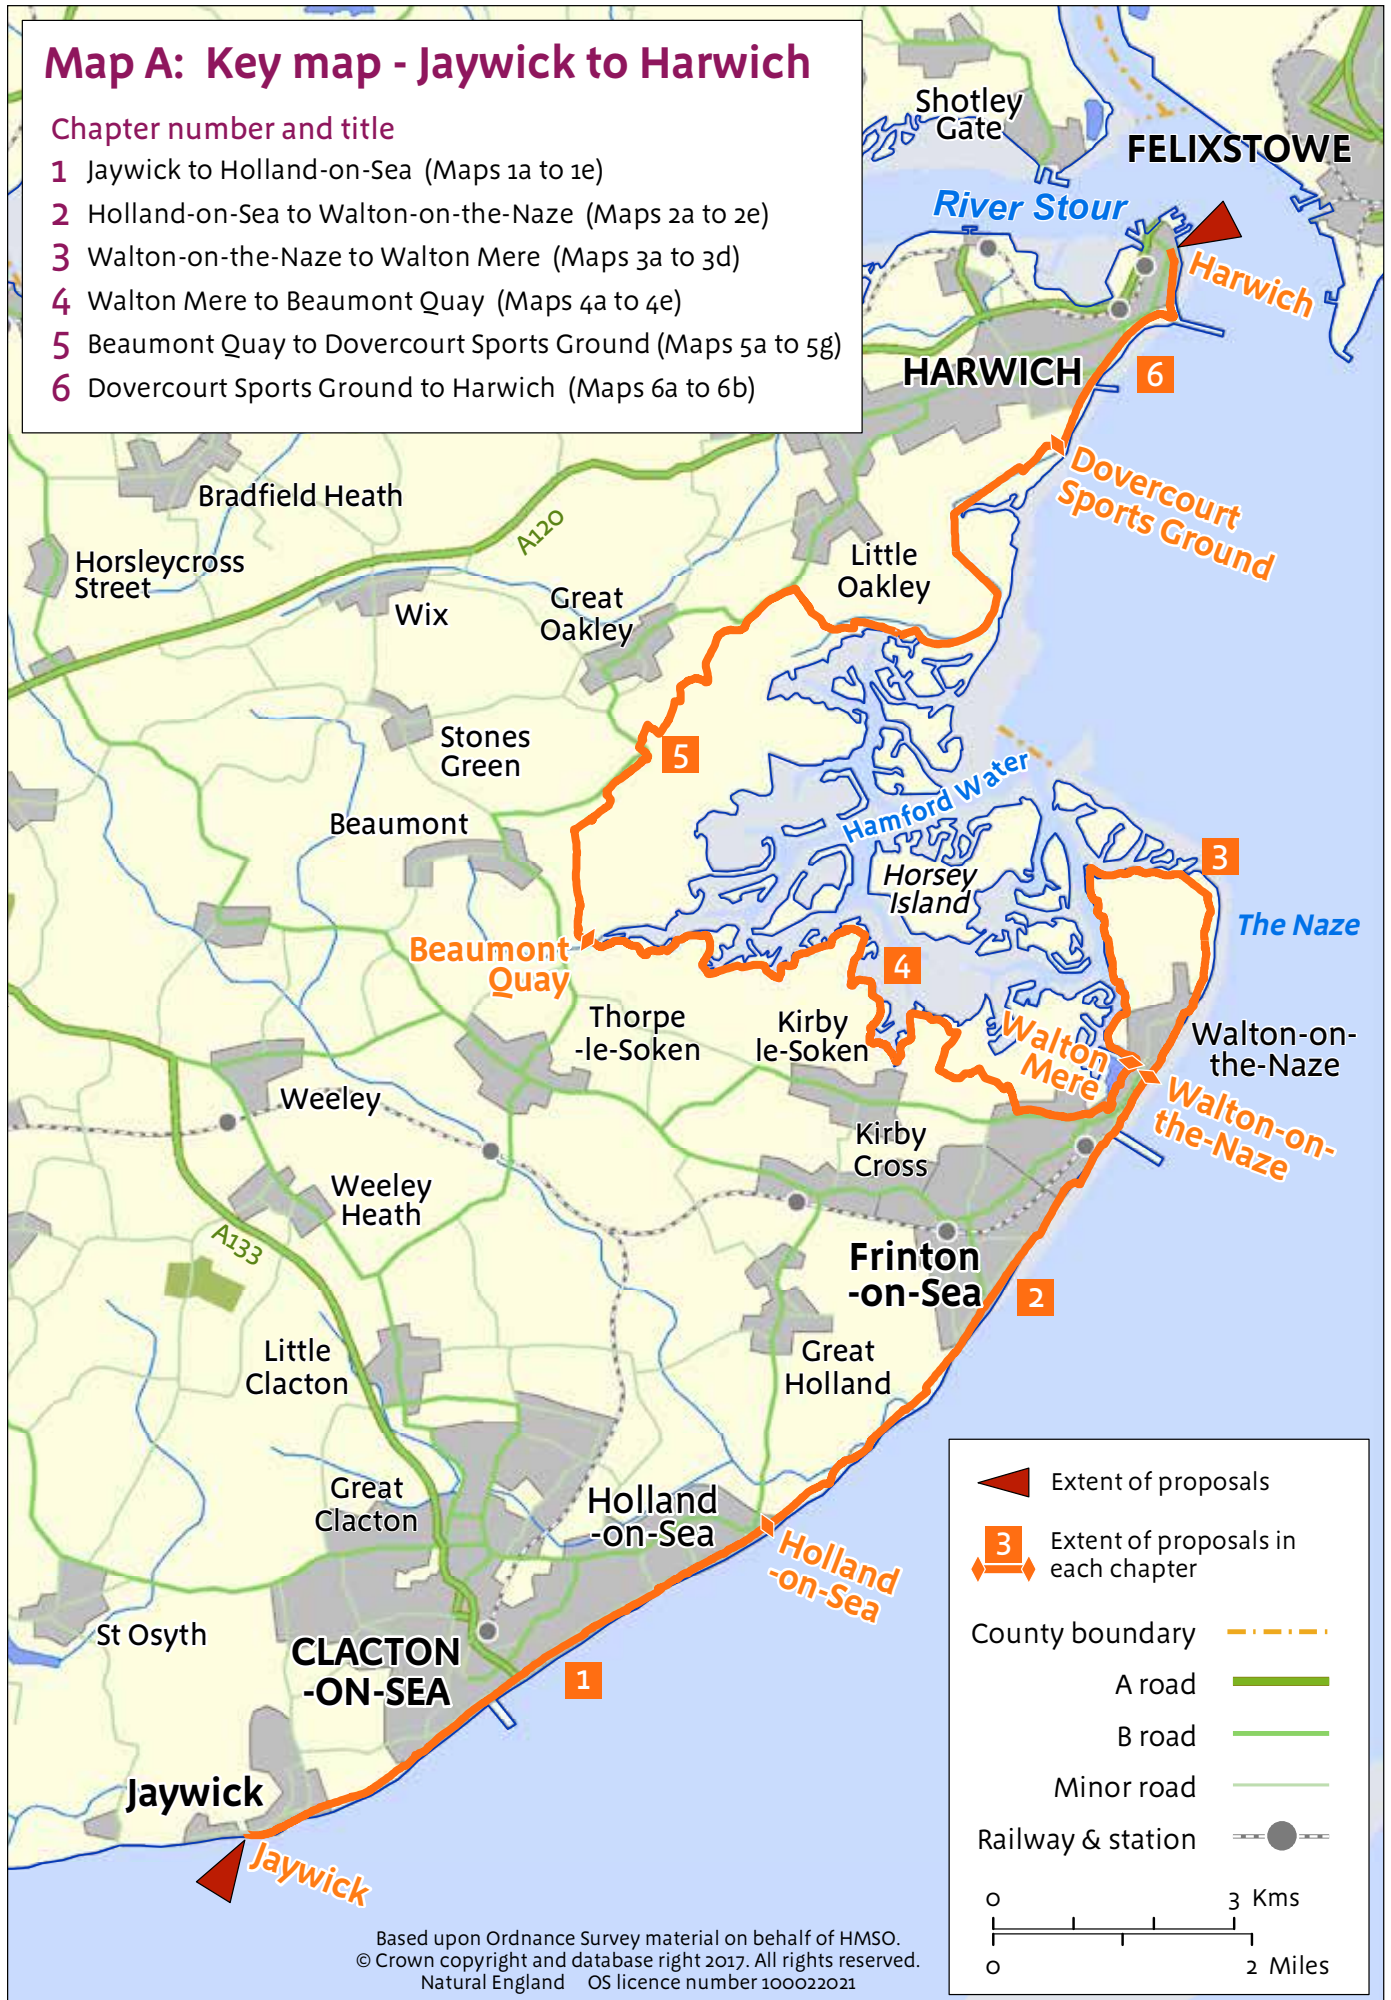 Map A: Key map - Jaywick to Harwich
Chapter number and title
1 Jaywick to Holland-on-Sea (Maps 1a to 1e)
2 Holland-on-Sea to Walton-on-the-Naze (Maps 2a to 2e)
3 Walton-on-the-Naze to Walton Mere (Maps 3a to 3d)
4 Walton Mere to Beaumont Quay (Maps 4a to 4e)
5 Beaumont Quay to Dovercourt Sports Ground (Maps 5a to 5g)
6 Dovercourt Sports Ground to Harwich (Maps 6a to 6b)
Shotley
Gate
FELIXSTOWE
River Stour
Harwich
HARWICH
6
Dovercourt
Sports Ground
Bradfield Heath
A120
Horsleycross
Street
Wix
Great
Oakley
Little
Oakley
Stones
Green
5
Hamford Water
Beaumont
Horsey
Island
3
The Naze
Beaumont
Quay
4
Thorpe
-le-Soken
Kirby
le-Soken
Walton
Mere
Walton-on-
the-Naze
Walton-on-
the-Naze
Weeley
Kirby
Cross
Weeley
Heath
A133
Frinton
-on-Sea
2
Little
Clacton
Great
Holland
Great
Clacton
Holland
-on-Sea
Holland
-on-Sea
St Osyth
CLACTON
-ON-SEA
1
Jaywick
Jaywick
Extent of proposals
3
Extent of proposals in
each chapter
County boundary
A road
B road
Minor road
Railway & station
0 3 Kms
0 2 Miles
Based upon Ordnance Survey material on behalf of HMSO.
© Crown copyright and database right 2017. All rights reserved.
Natural England OS licence number 100022021